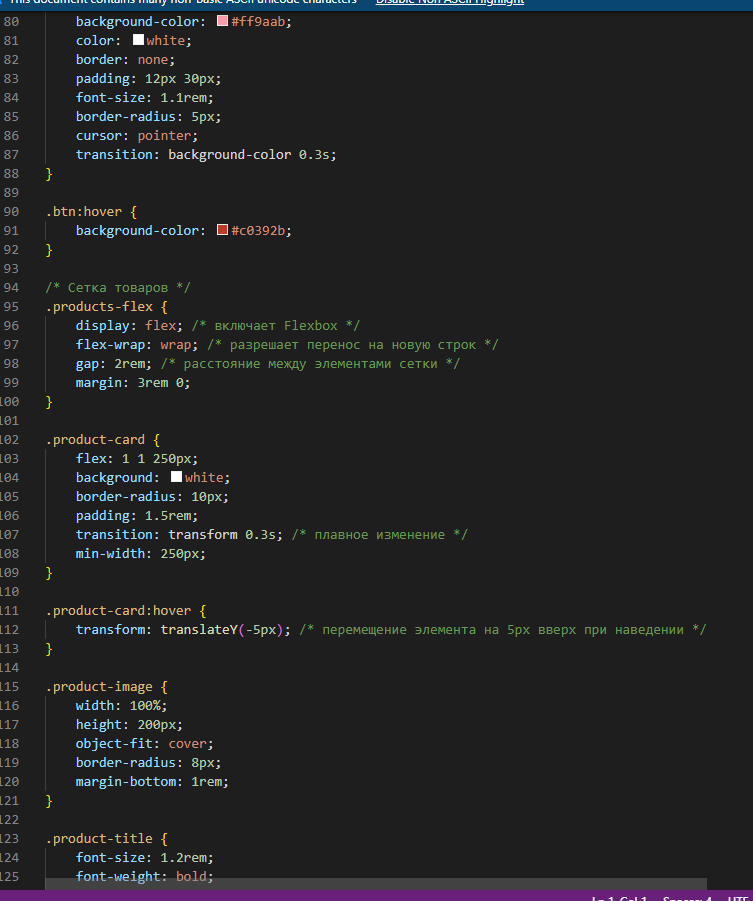 This document contains many non-basic ASCII unicode characters Disable Non ASCII Highlight
80 background-color: #ff9aab;
81 color: white;
82 border: none;
83 padding: 12px 30px;
84 font-size: 1.1rem;
85 border-radius: 5px;
86 cursor: pointer;
87 transition: background-color 0.3s;
88 }
89
90 .btn:hover {
91 background-color: #c0392b;
92 }
93
94 /* Сетка товаров */
95 .products-flex {
96 display: flex; /* включает Flexbox */
97 flex-wrap: wrap; /* разрешает перенос на новую строк */
98 gap: 2rem; /* расстояние между элементами сетки */
99 margin: 3rem 0;
100 }
101
102 .product-card {
103 flex: 1 1 250px;
104 background: white;
105 border-radius: 10px;
106 padding: 1.5rem;
107 transition: transform 0.3s; /* плавное изменение */
108 min-width: 250px;
109 }
110
111 .product-card:hover {
112 transform: translateY(-5px); /* перемещение элемента на 5px вверх при наведении */
113 }
114
115 .product-image {
116 width: 100%;
117 height: 200px;
118 object-fit: cover;
119 border-radius: 8px;
120 margin-bottom: 1rem;
121 }
122
123 .product-title {
124 font-size: 1.2rem;
125 font-weight: bold;